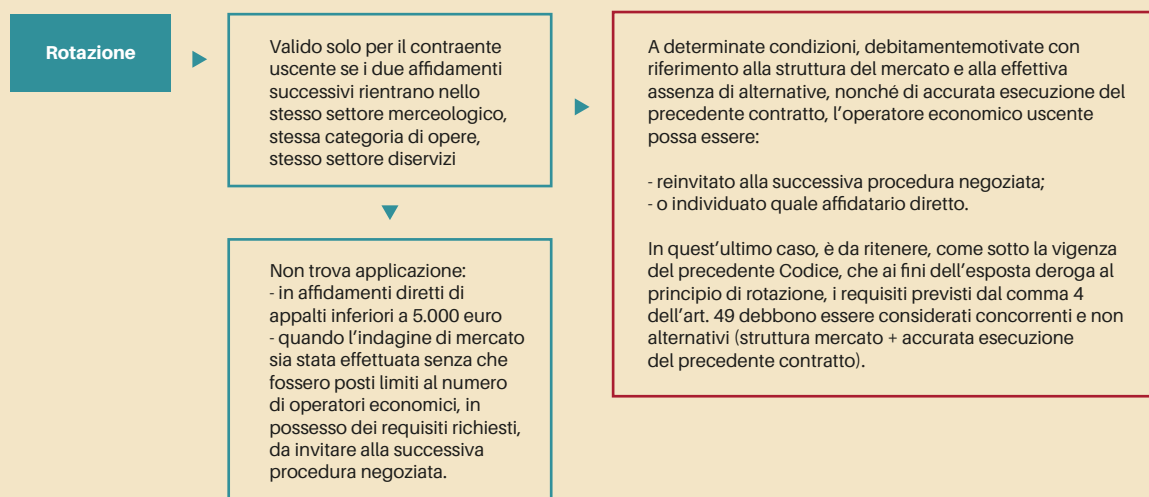 Rotazione
Valido solo per il contraente
uscente se i due affidamenti
successivi rientrano nello
stesso settore merceologico,
stessa categoria di opere,
stesso settore diservizi
Non trova applicazione:
- in affidamenti diretti di
appalti inferiori a 5.000 euro
- quando l'indagine di mercato
sia stata effettuata senza che
fossero posti limiti al numero
di operatori economici, in
possesso dei requisiti richiesti,
da invitare alla successiva
procedura negoziata.
A determinate condizioni, debitamentemotivate con
riferimento alla struttura del mercato e alla effettiva
assenza di alternative, nonché di accurata esecuzione del
precedente contratto, l'operatore economico uscente
possa essere:
- reinvitato alla successiva procedura negoziata;
- o individuato quale affidatario diretto.
In quest'ultimo caso, è da ritenere, come sotto la vigenza
del precedente Codice, che ai fini dell'esposta deroga al
principio di rotazione, i requisiti previsti dal comma 4
dell'art. 49 debbono essere considerati concorrenti e non
alternativi (struttura mercato + accurata esecuzione
del precedente contratto).